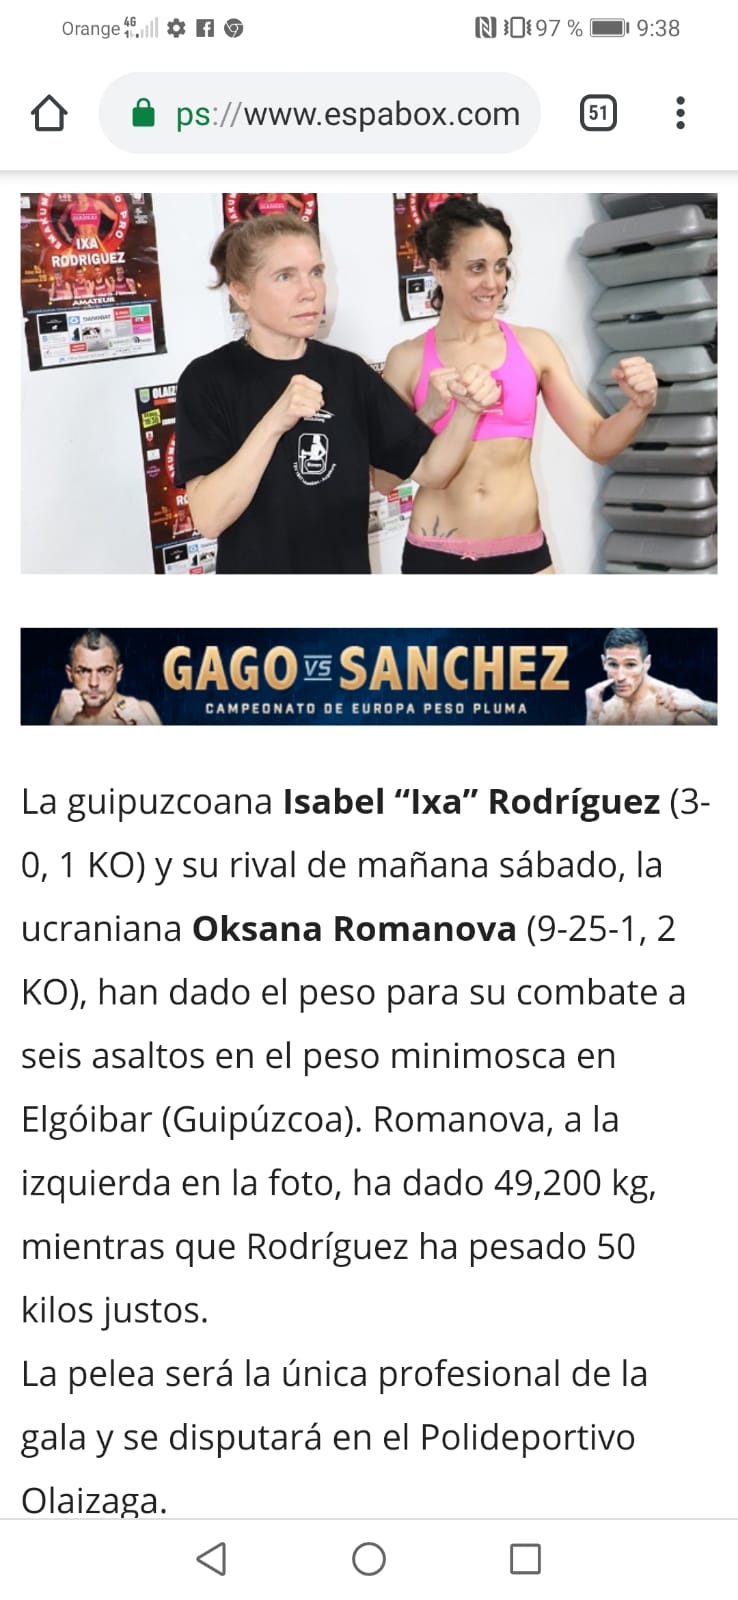 Orange 4G 97 % 9:38
ps://www.espabox.com 51
IXA
RODRIGUEZ
AMATEUR
OLAIZ
GAGO VS SANCHEZ
CAMPEONATO DE EUROPA PESO PLUMA
La guipuzcoana Isabel “Ixa” Rodríguez (3-
0, 1 KO) y su rival de mañana sábado, la
ucraniana Oksana Romanova (9-25-1, 2
KO), han dado el peso para su combate a
seis asaltos en el peso minimosca en
Elgóibar (Guipúzcoa). Romanova, a la
izquierda en la foto, ha dado 49,200 kg,
mientras que Rodríguez ha pesado 50
kilos justos.
La pelea será la única profesional de la
gala y se disputará en el Polideportivo
Olaizaga.